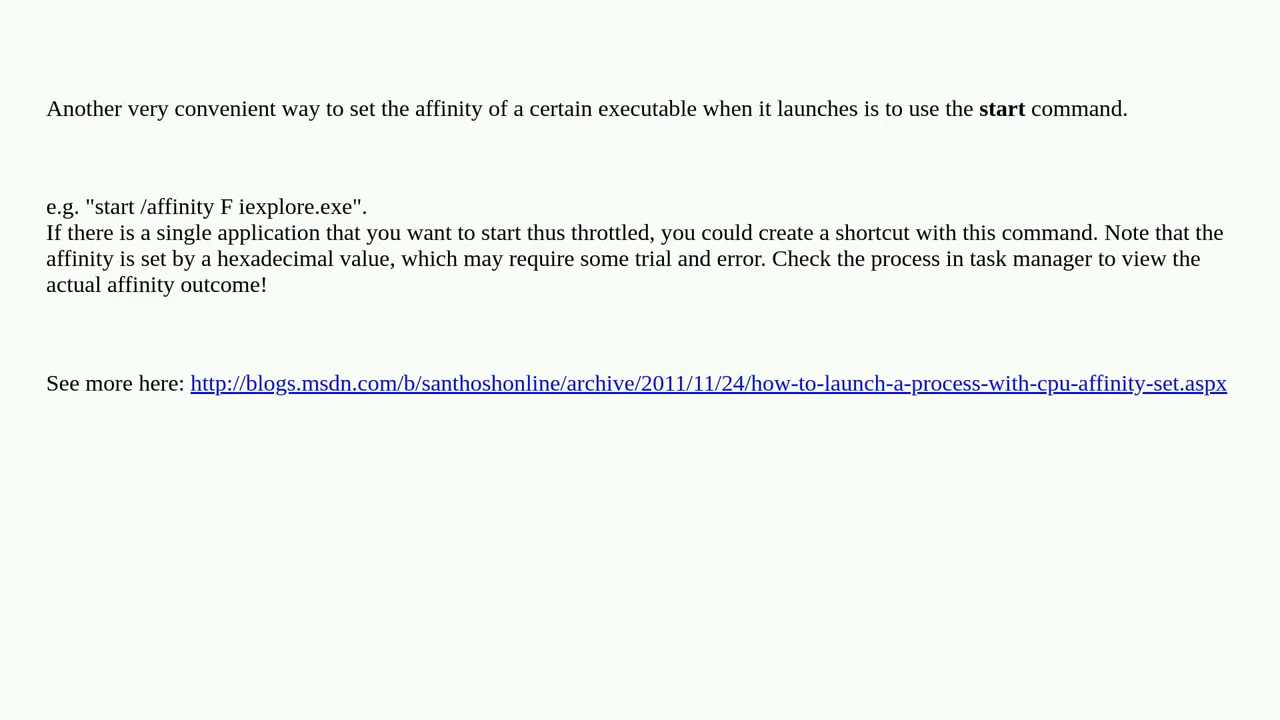 Another very convenient way to set the affinity of a certain executable when it launches is to use the start command.
e.g. "start /affinity F iexplore.exe".
If there is a single application that you want to start thus throttled, you could create a shortcut with this command. Note that the
affinity is set by a hexadecimal value, which may require some trial and error. Check the process in task manager to view the
actual affinity outcome!
See more here: http://blogs.msdn.com/b/santhoshonline/archive/2011/11/24/how-to-launch-a-process-with-cpu-affinity-set.aspx